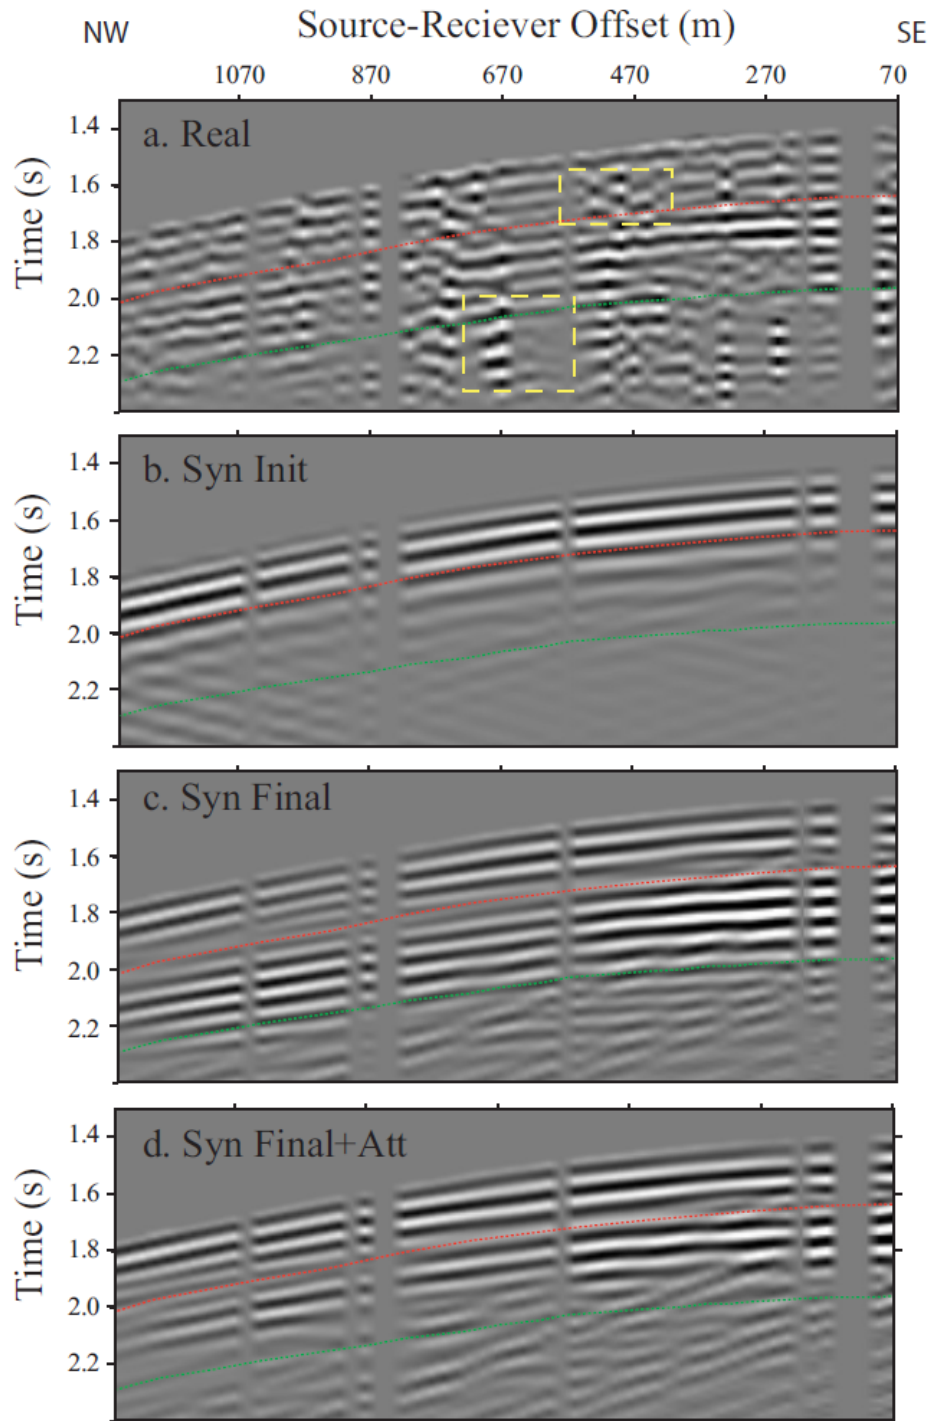 Source-Reciever Offset (m)
NW SE
1070 870 670 470 270 70
a. Real
Time (s)
1.4
1.6
1.8
2.0
2.2
b. Syn Init
Time (s)
1.4
1.6
1.8
2.0
2.2
c. Syn Final
Time (s)
1.4
1.6
1.8
2.0
2.2
d. Syn Final+Att
Time (s)
1.4
1.6
1.8
2.0
2.2